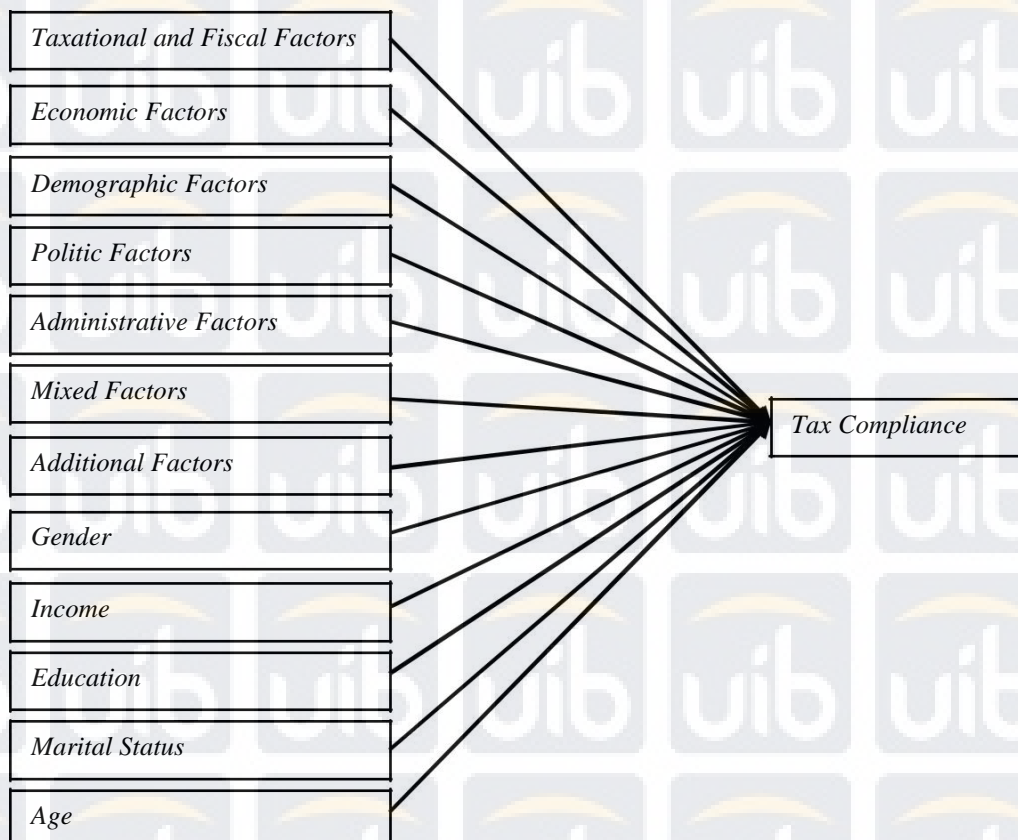 Taxational and Fiscal Factors
Economic Factors
Demographic Factors
Politic Factors
Administrative Factors
Mixed Factors
Additional Factors
Gender
Income
Education
Marital Status
Age
Tax Compliance
uib